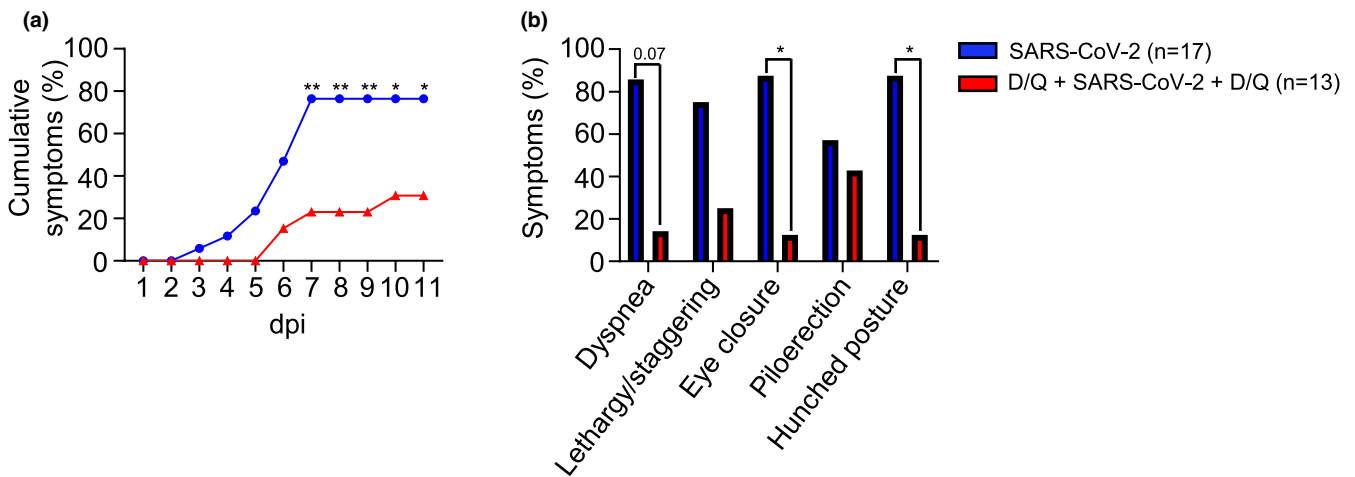 (a)
Cumulative
symptoms (%)
100
80
60
40
20
0
** ** ** * *
1 2 3 4 5 6 7 8 9 10 11
dpi
(b)
Symptoms (%)
100
80
60
40
20
0
0.07
*
*
Dyspnea
Lethargy/staggering
Eye closure
Piloerection
Hunched posture
SARS-CoV-2 (n=17)
D/Q + SARS-CoV-2 + D/Q (n=13)